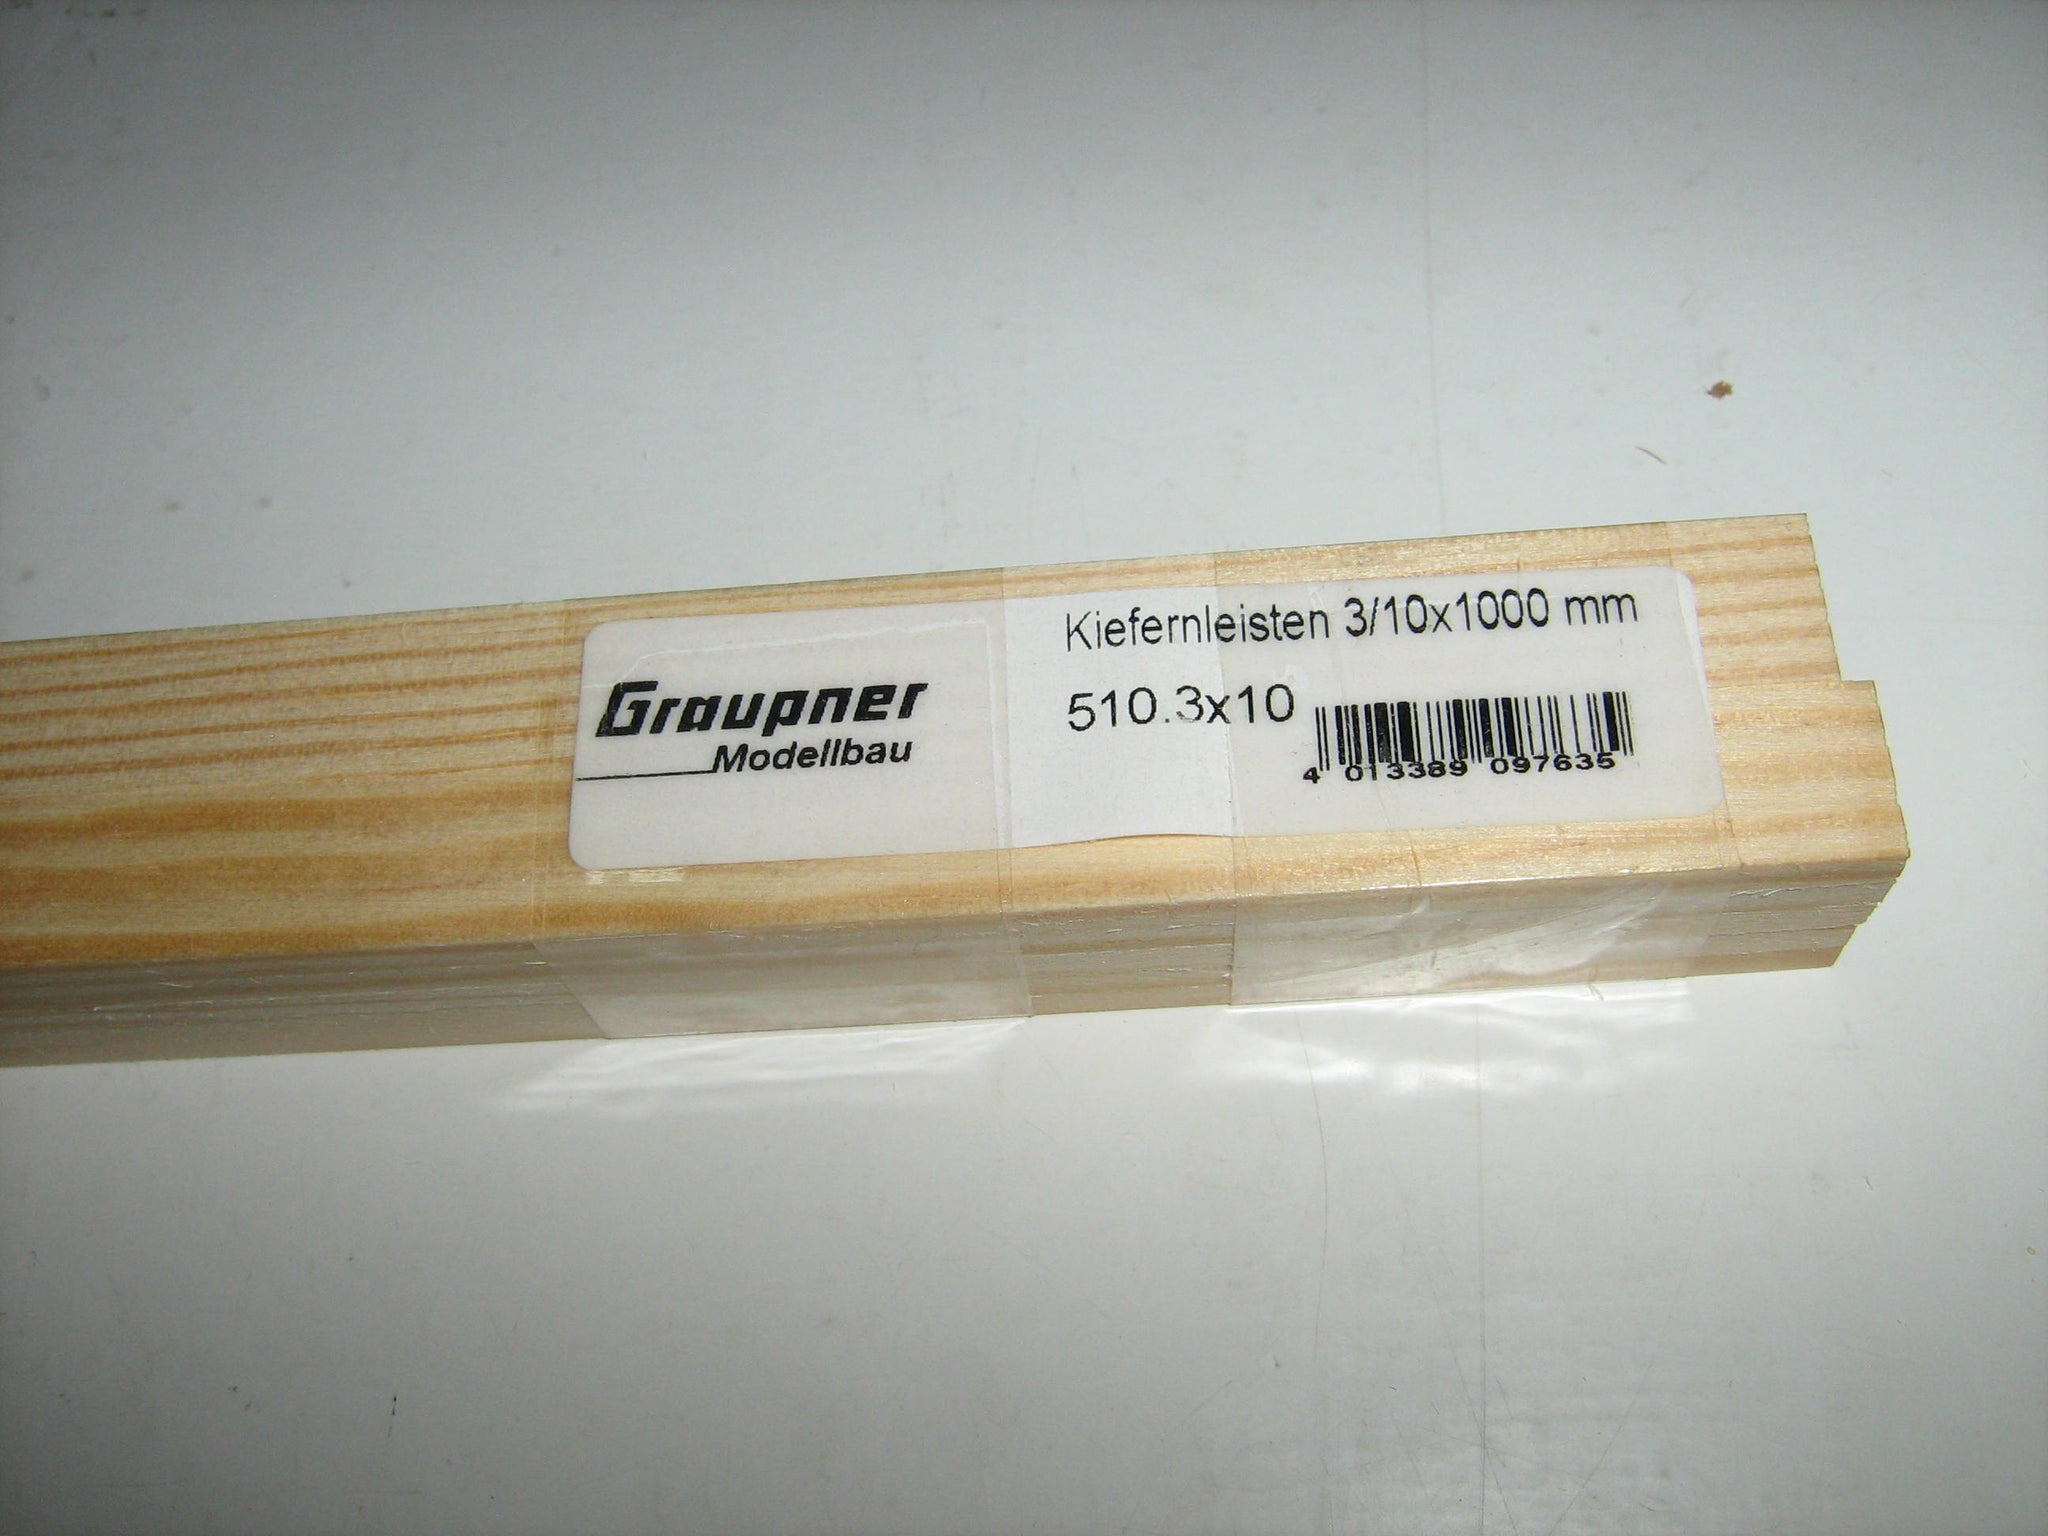 Graupner
Modellbau
Kiefernleisten 3/10x1000 mm
510.3x10
4 013389 097635